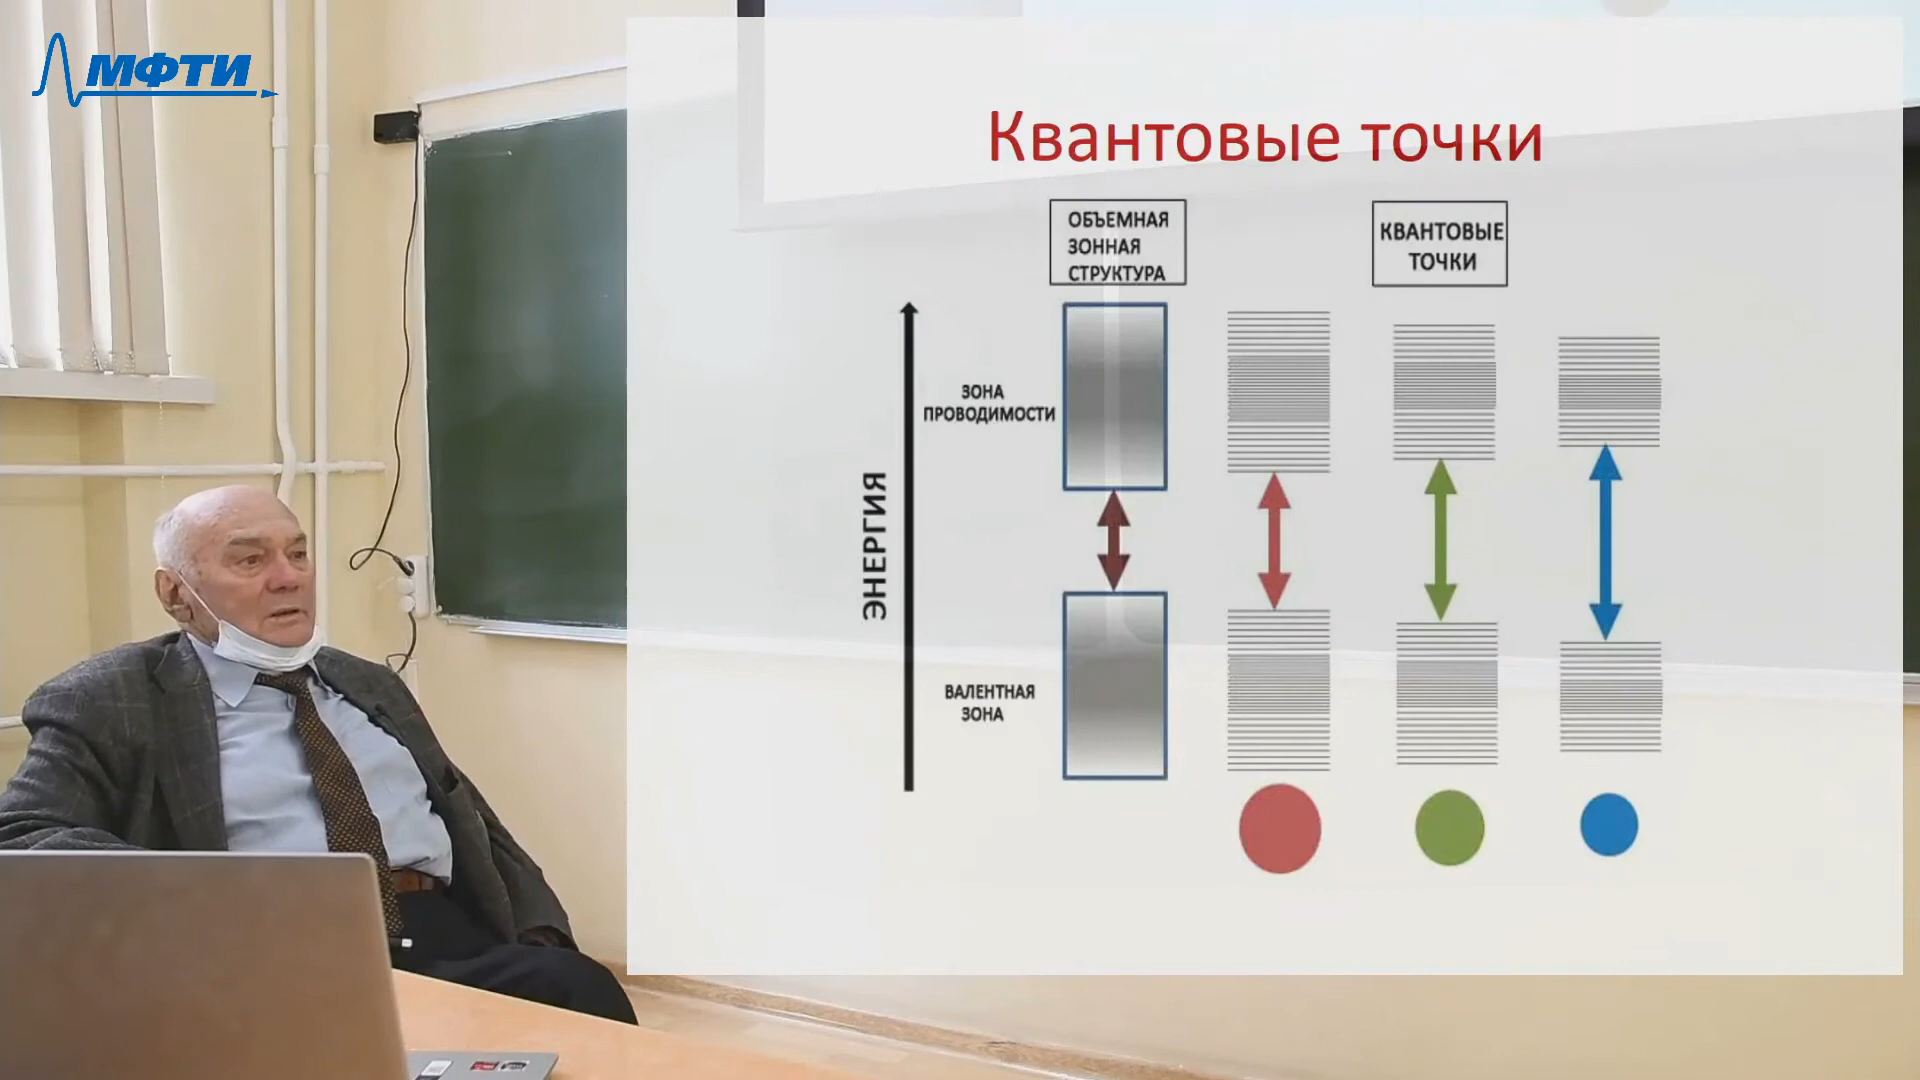 МФТИ
Квантовые точки
ОБЪЕМНАЯ
ЗОННАЯ
СТРУКТУРА
КВАНТОВЫЕ
ТОЧКИ
ЗОНА
ПРОВОДИМОСТИ
ЭНЕРГИЯ
ВАЛЕНТНАЯ
ЗОНА